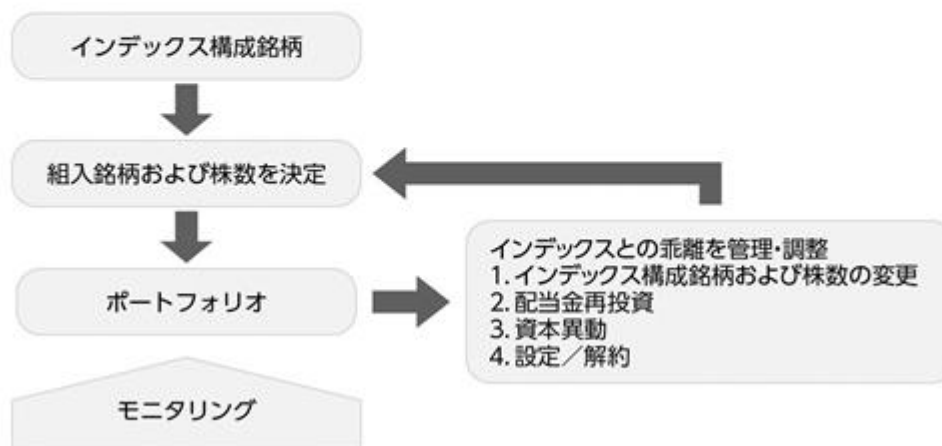 インデックス構成銘柄
組入銘柄および株数を決定
ポートフォリオ
インデックスとの乖離を管理・調整
1. インデックス構成銘柄および株数の変更
2. 配当金再投資
3. 資本異動
4. 設定／解約
モニタリング